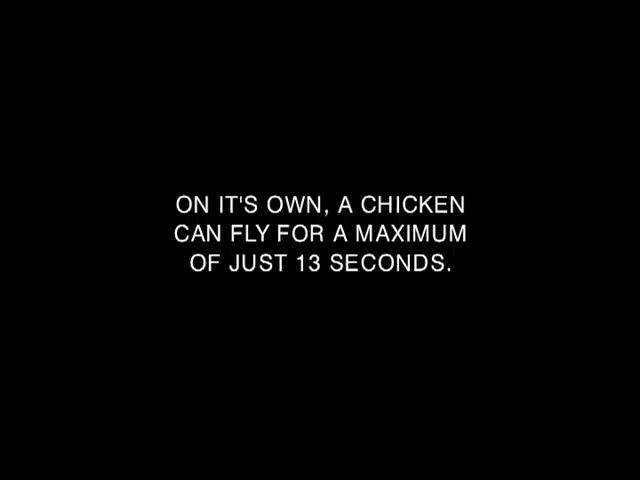 ON IT'S OWN, A CHICKEN
CAN FLY FOR A MAXIMUM
OF JUST 13 SECONDS.